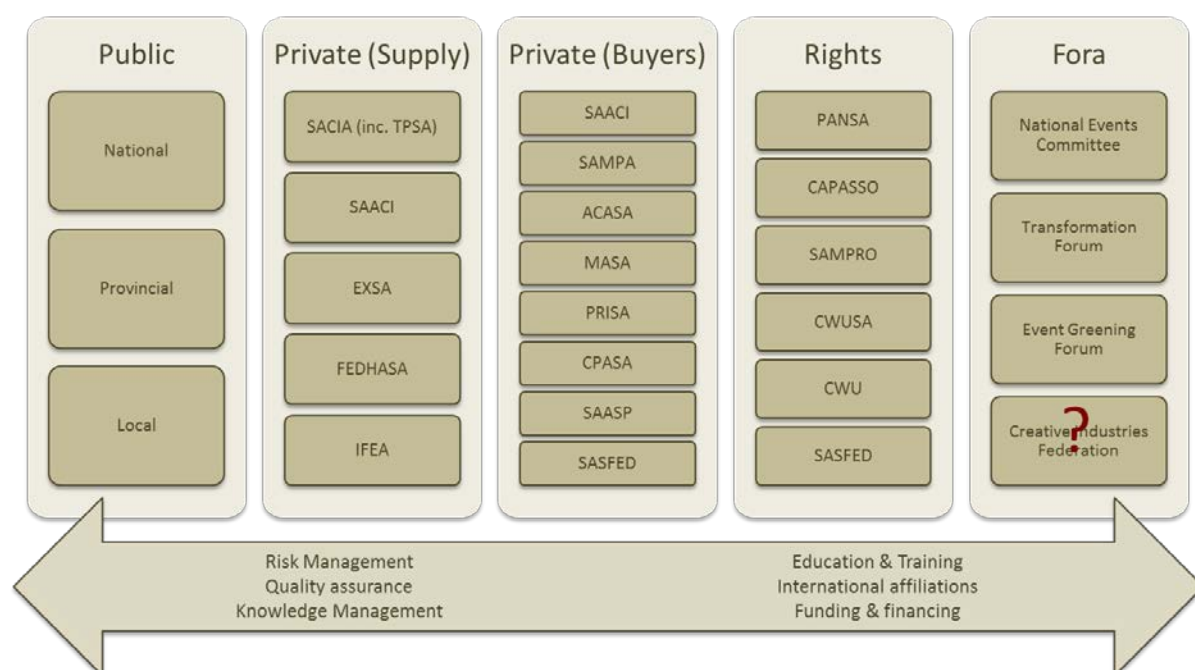 Public
National
Provincial
Local
Private (Supply)
SACIA (inc. TPSA)
SAACI
EXSA
FEDHASA
IFEA
Private (Buyers)
SAACI
SAMPA
ACASA
MASA
PRISA
CPASA
SAASP
SASFED
Rights
PANSA
CAPASSO
SAMPRO
CWUSA
CWU
SASFED
Fora
National Events
Committee
Transformation
Forum
Event Greening
Forum
Creative Industries
Federation
?
Risk Management
Quality assurance
Knowledge Management
Education & Training
International affiliations
Funding & financing